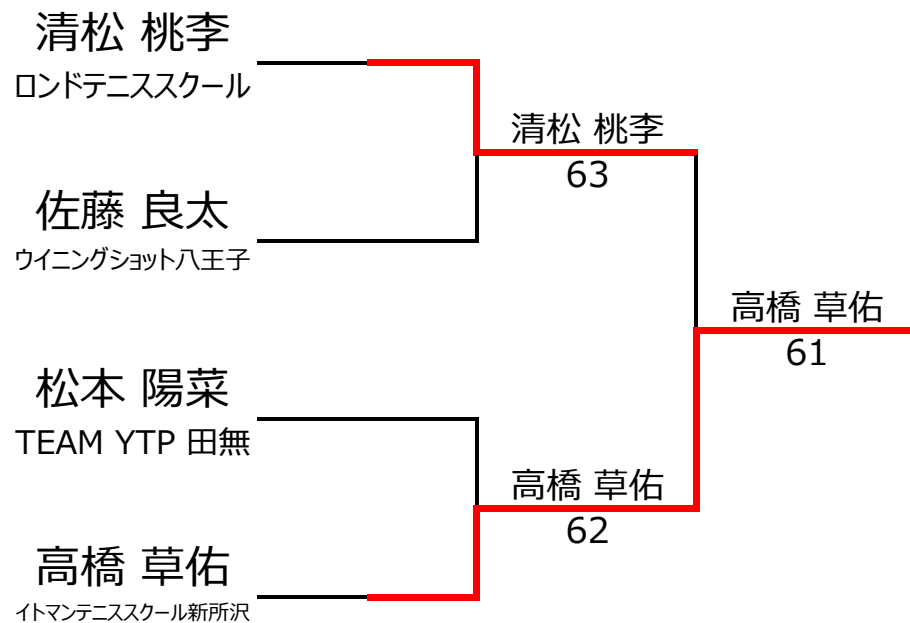 清松 桃李
ロンドテニススクール
清松 桃李
63
佐藤 良太
ウイニングショット八王子
高橋 草佑
61
松本 陽菜
TEAM YTP 田無
高橋 草佑
62
高橋 草佑
イトマンテニススクール新所沢